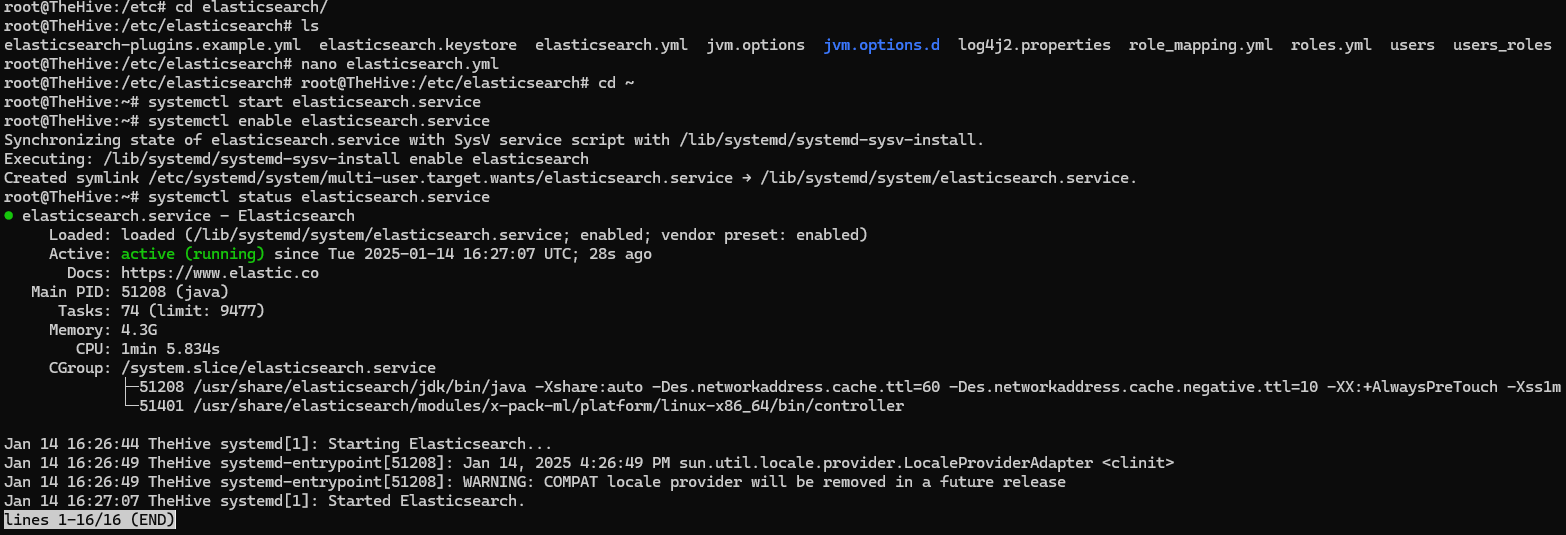 root@TheHive:/etc# cd elasticsearch/
root@TheHive:/etc/elasticsearch# ls
elasticsearch-plugins.example.yml  elasticsearch.keystore  elasticsearch.yml  jvm.options  jvm.options.d  log4j2.properties  role_mapping.yml  roles.yml  users  users_roles
root@TheHive:/etc/elasticsearch# nano elasticsearch.yml
root@TheHive:/etc/elasticsearch# root@TheHive:/etc/elasticsearch# cd ~
root@TheHive:~# systemctl start elasticsearch.service
root@TheHive:~# systemctl enable elasticsearch.service
Synchronizing state of elasticsearch.service with SysV service script with /lib/systemd/systemd-sysv-install.
Executing: /lib/systemd/systemd-sysv-install enable elasticsearch
Created symlink /etc/systemd/system/multi-user.target.wants/elasticsearch.service → /lib/systemd/system/elasticsearch.service.
root@TheHive:~# systemctl status elasticsearch.service
● elasticsearch.service - Elasticsearch
     Loaded: loaded (/lib/systemd/system/elasticsearch.service; enabled; vendor preset: enabled)
     Active: active (running) since Tue 2025-01-14 16:27:07 UTC; 28s ago
       Docs: https://www.elastic.co
   Main PID: 51208 (java)
      Tasks: 74 (limit: 9477)
     Memory: 4.3G
        CPU: 1min 5.834s
     CGroup: /system.slice/elasticsearch.service
             ├─51208 /usr/share/elasticsearch/jdk/bin/java -Xshare:auto -Des.networkaddress.cache.ttl=60 -Des.networkaddress.cache.negative.ttl=10 -XX:+AlwaysPreTouch -Xss1m
             └─51401 /usr/share/elasticsearch/modules/x-pack-ml/platform/linux-x86_64/bin/controller
Jan 14 16:26:44 TheHive systemd[1]: Starting Elasticsearch...
Jan 14 16:26:49 TheHive systemd-entrypoint[51208]: Jan 14, 2025 4:26:49 PM sun.util.locale.provider.LocaleProviderAdapter <clinit>
Jan 14 16:26:49 TheHive systemd-entrypoint[51208]: WARNING: COMPAT locale provider will be removed in a future release
Jan 14 16:27:07 TheHive systemd[1]: Started Elasticsearch.
lines 1-16/16 (END)